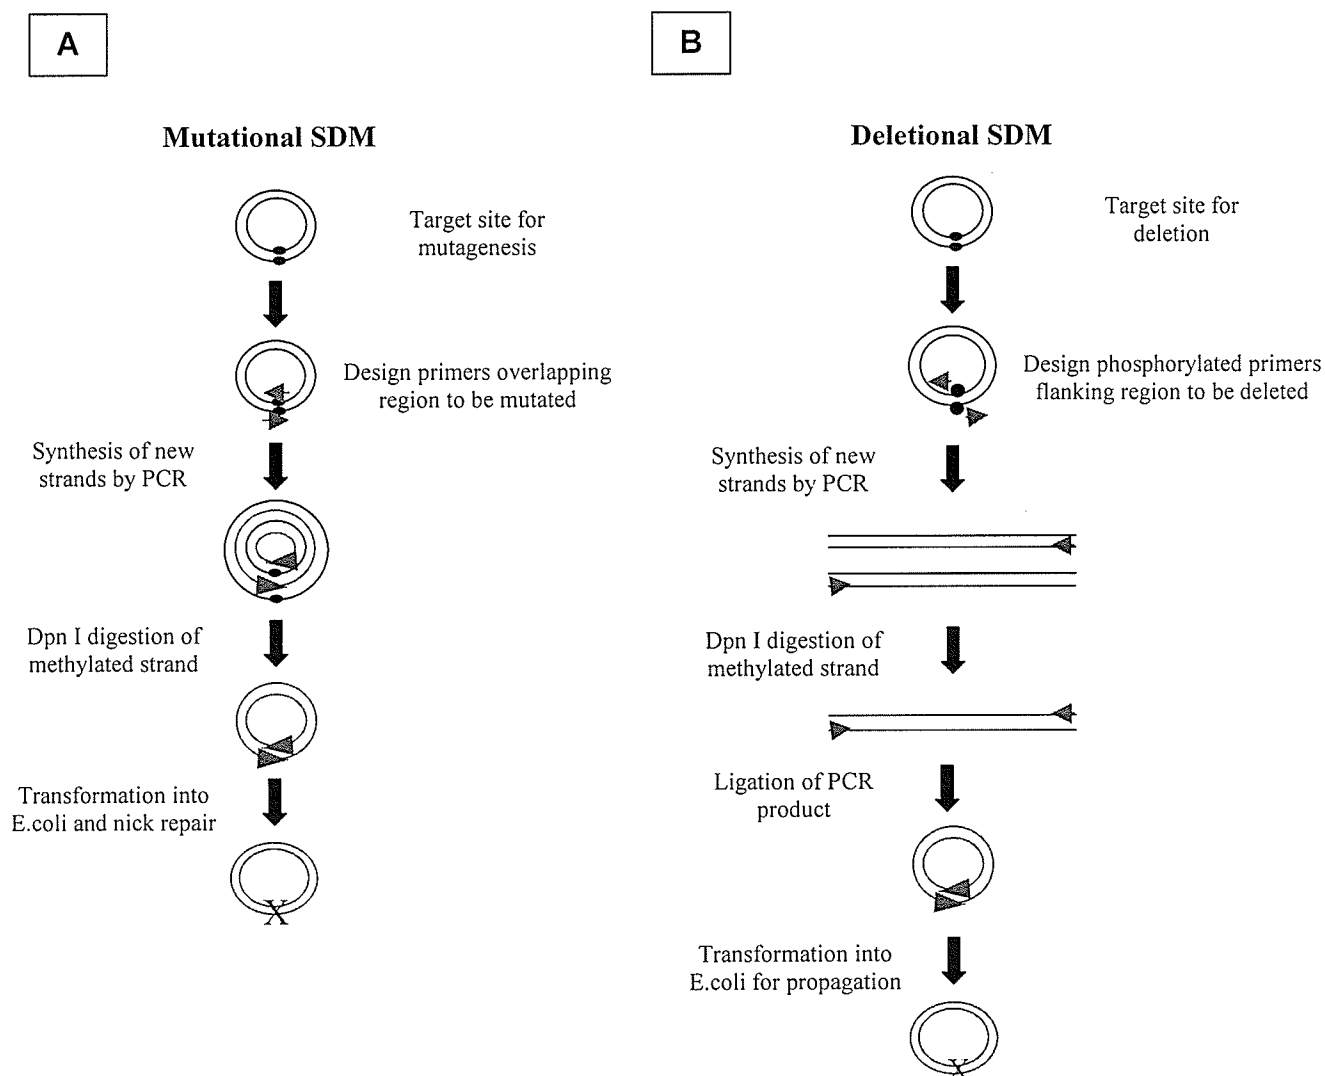 A
Mutational SDM
Target site for
mutagenesis
Design primers overlapping
region to be mutated
Synthesis of new
strands by PCR
Dpn I digestion of
methylated strand
Transformation into
E.coli and nick repair
X
B
Deletional SDM
Target site for
deletion
Design phosphorylated primers
flanking region to be deleted
Synthesis of new
strands by PCR
Dpn I digestion of
methylated strand
Ligation of PCR
product
Transformation into
E.coli for propagation
X